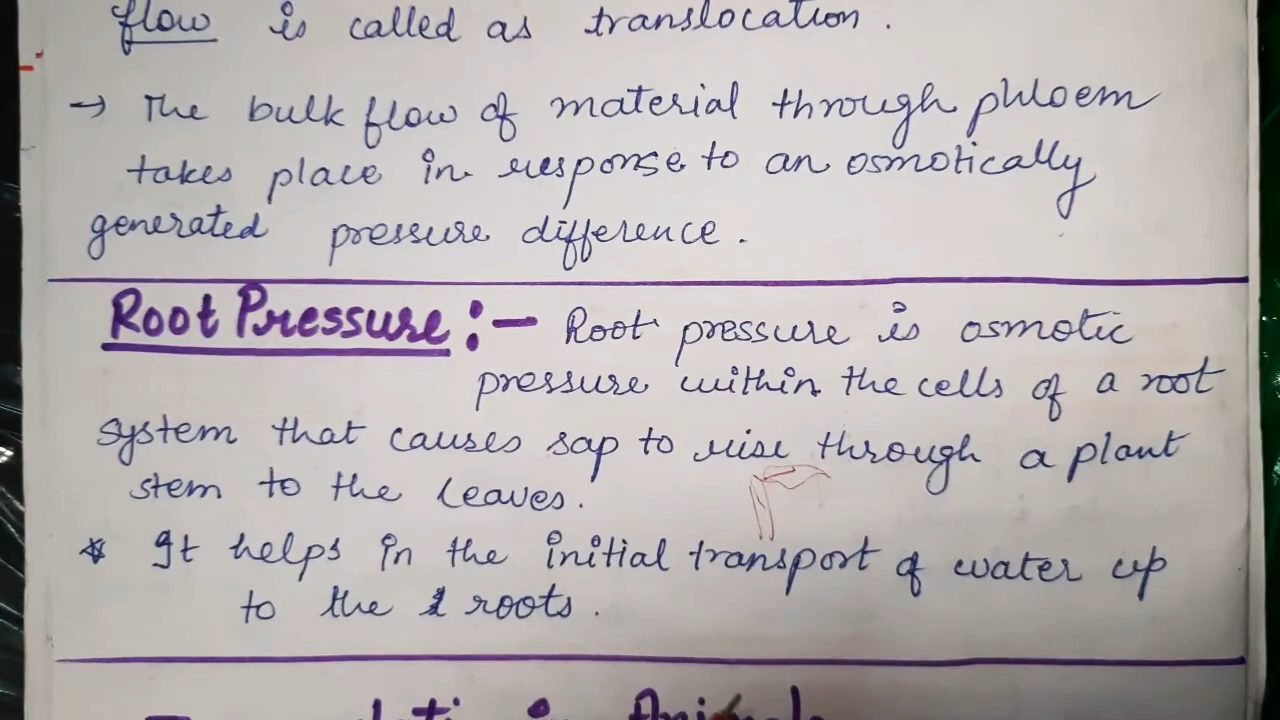 flow is called as translocation.
→ The bulk flow of material through phloem
takes place in response to an osmotically
generated pressure difference.
Root Pressure :- Root pressure is osmotic
pressure within the cells of a root
system that causes sap to rise through a plant
stem to the leaves.
* It helps in the initial transport of water up
to the roots.
in